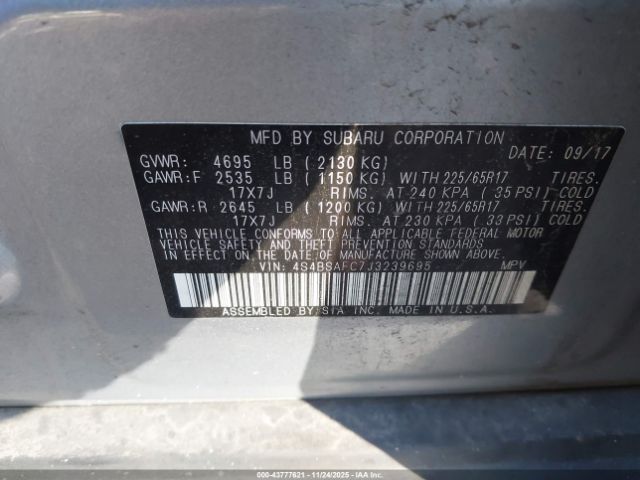 MFD BY SUBARU CORPORATION
DATE: 09/17
GVWR: 4695 LB (2130 KG)
GAWR:F 2535 LB (1150 KG) WITH 225/65R17 TIRES.
17X7J RIMS. AT 240 KPA (35 PSI) COLD
GAWR:R 2645 LB (1200 KG) WITH 225/65R17 TIRES.
17X7J RIMS. AT 230 KPA (33 PSI) COLD
THIS VEHICLE CONFORMS TO ALL APPLICABLE FEDERAL MOTOR
VEHICLE SAFETY AND THEFT PREVENTION STANDARDS
IN EFFECT ON THE DATE OF MANUFACTURE SHOWN ABOVE.
VIN: 4S4BSAFC7J3239695 MPV
ASSEMBLED BY SIA INC. MADE IN U.S.A.
000-43777621 - 11/24/2025 - IAAI.COM